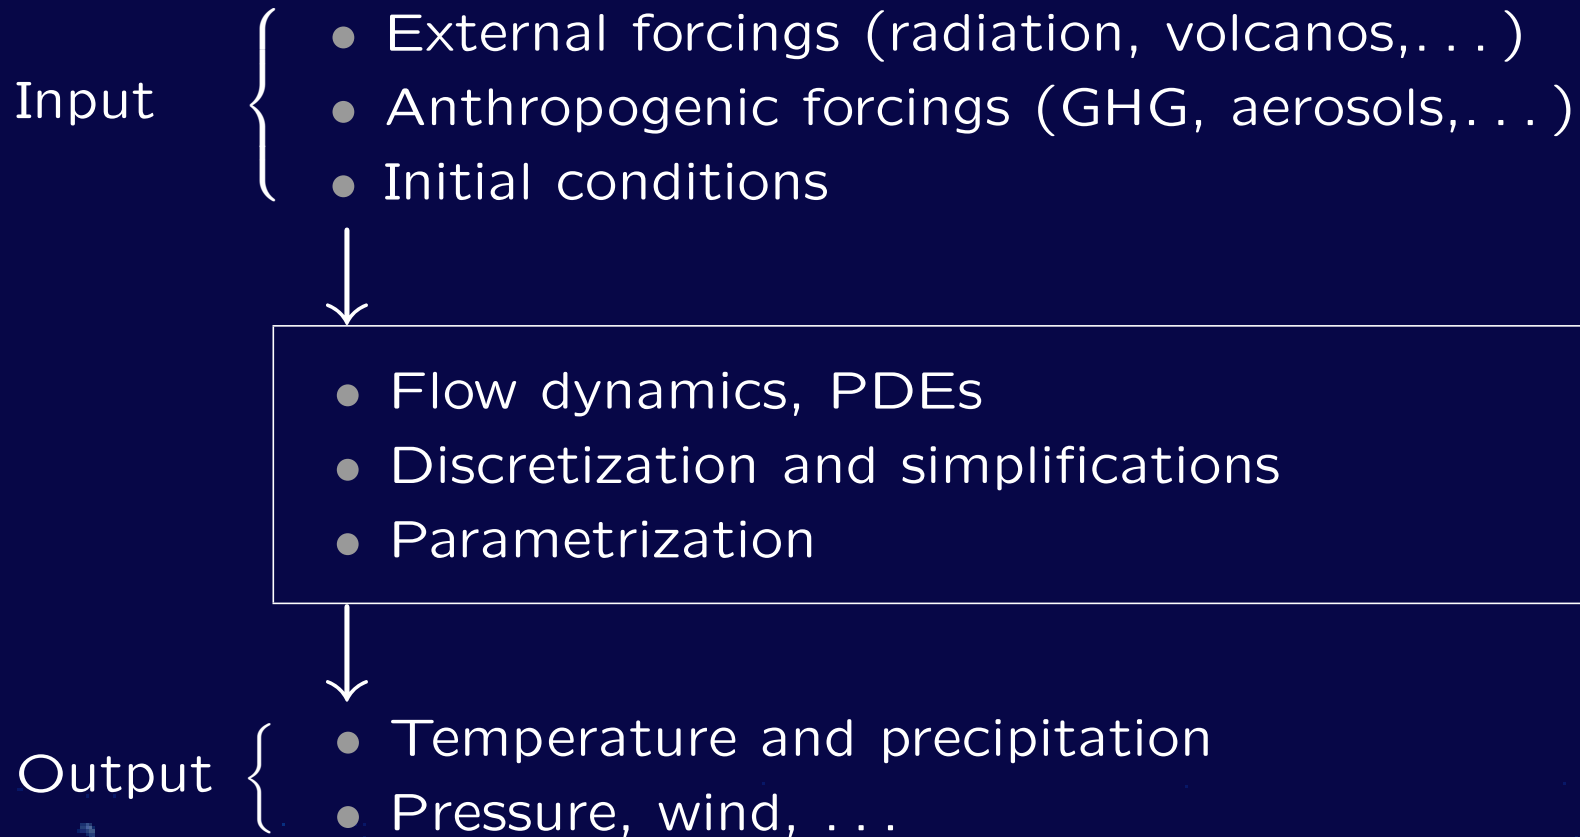 External forcings (radiation, volcanos,...)
Input
Anthropogenic forcings (GHG, aerosols,...)
Initial conditions
Flow dynamics, PDEs
Discretization and simplifications
Parametrization
Temperature and precipitation
Output
Pressure, wind, ...